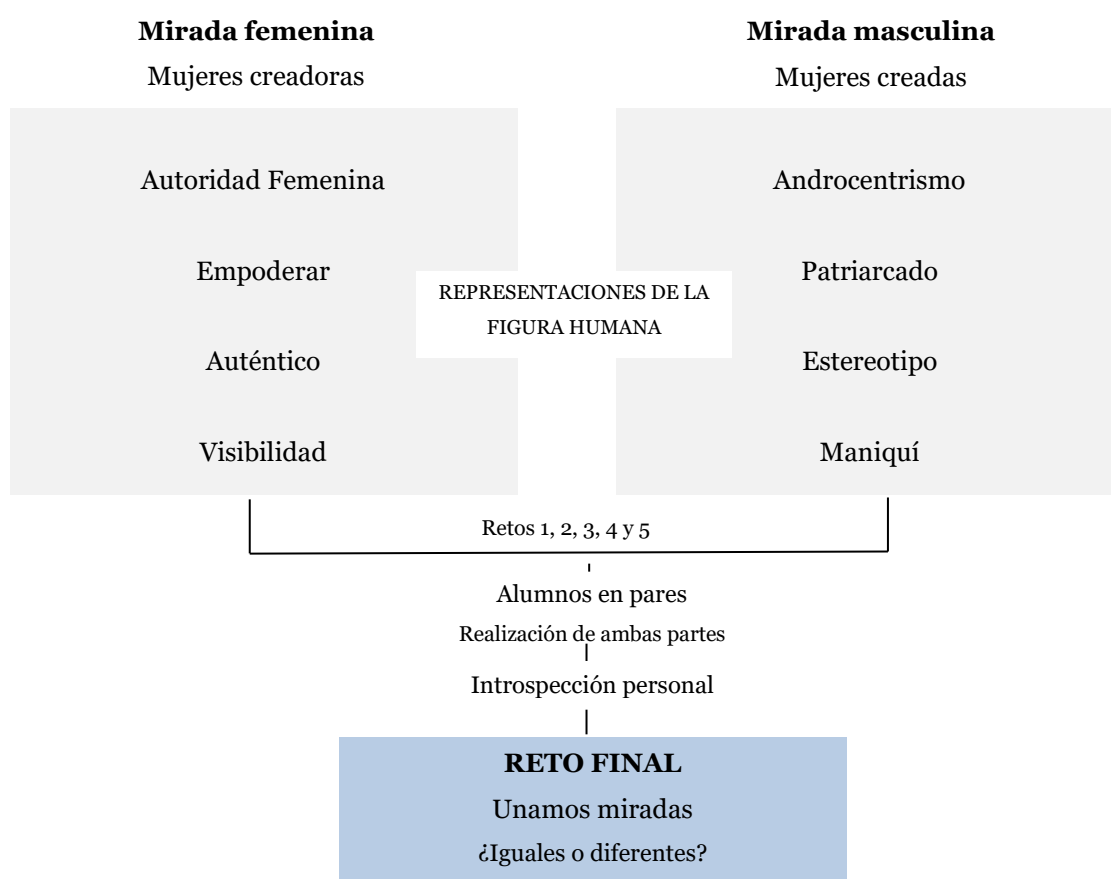 Mirada femenina
Mujeres creadoras
Autoridad Femenina
Empoderar
Auténtico
Visibilidad
Mirada masculina
Mujeres creadas
Androcentrismo
Patriarcado
Estereotipo
Maniquí
REPRESENTACIONES DE LA
FIGURA HUMANA
Retos 1, 2, 3, 4 y 5
Alumnos en pares
Realización de ambas partes
Introspección personal
RETO FINAL
Unamos miradas
¿Iguales o diferentes?